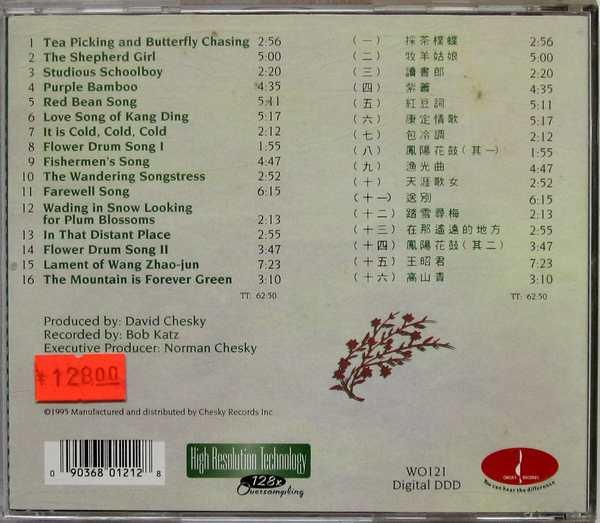 1 Tea Picking and Butterfly Chasing 2:56
2 The Shepherd Girl 5:00
3 Studious Schoolboy 2:20
4 Purple Bamboo 4:35
5 Red Bean Song 5:11
6 Love Song of Kang Ding 5:17
7 It is Cold, Cold, Cold 2:12
8 Flower Drum Song I 1:55
9 Fishermen's Song 4:47
10 The Wandering Songstress 2:52
11 Farewell Song 6:15
12 Wading in Snow Looking
for Plum Blossoms 2:13
13 In That Distant Place 2:55
14 Flower Drum Song II 3:47
15 Lament of Wang Zhao-jun 7:23
16 The Mountain is Forever Green 3:10
TT: 62:50
(一) 採茶樸蝶 2:56
(二) 牧羊姑娘 5:00
(三) 讀書郎 2:20
(四) 紫簫 4:35
(五) 紅豆詞 5:11
(六) 康定情歌 5:17
(七) 包冷調 2:12
(八) 鳳陽花鼓(其一) 1:55
(九) 漁光曲 4:47
(十) 天涯歌女 2:52
(十一) 送別 6:15
(十二) 踏雪尋梅 2:13
(十三) 在那遙遠的地方 2:55
(十四) 鳳陽花鼓(其二) 3:47
(十五) 王昭君 7:23
(十六) 高山青 3:10
TT: 62:50
Produced by: David Chesky
Recorded by: Bob Katz
Executive Producer: Norman Chesky
¥128.00
©1995 Manufactured and distributed by Chesky Records Inc.
0 90368 01212 8
High Resolution Technology
128x
Oversampling
WO121
Digital DDD
CHESKY RECORDS
You can hear the difference